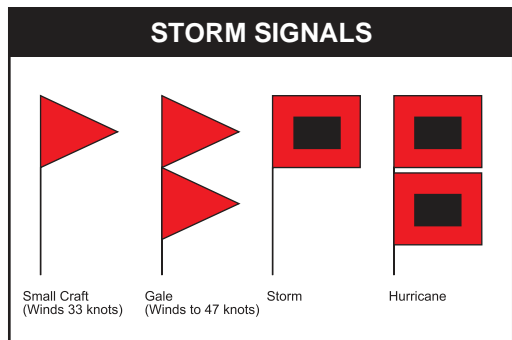 STORM SIGNALS
Small Craft
(Winds 33 knots)
Gale
(Winds to 47 knots)
Storm
Hurricane